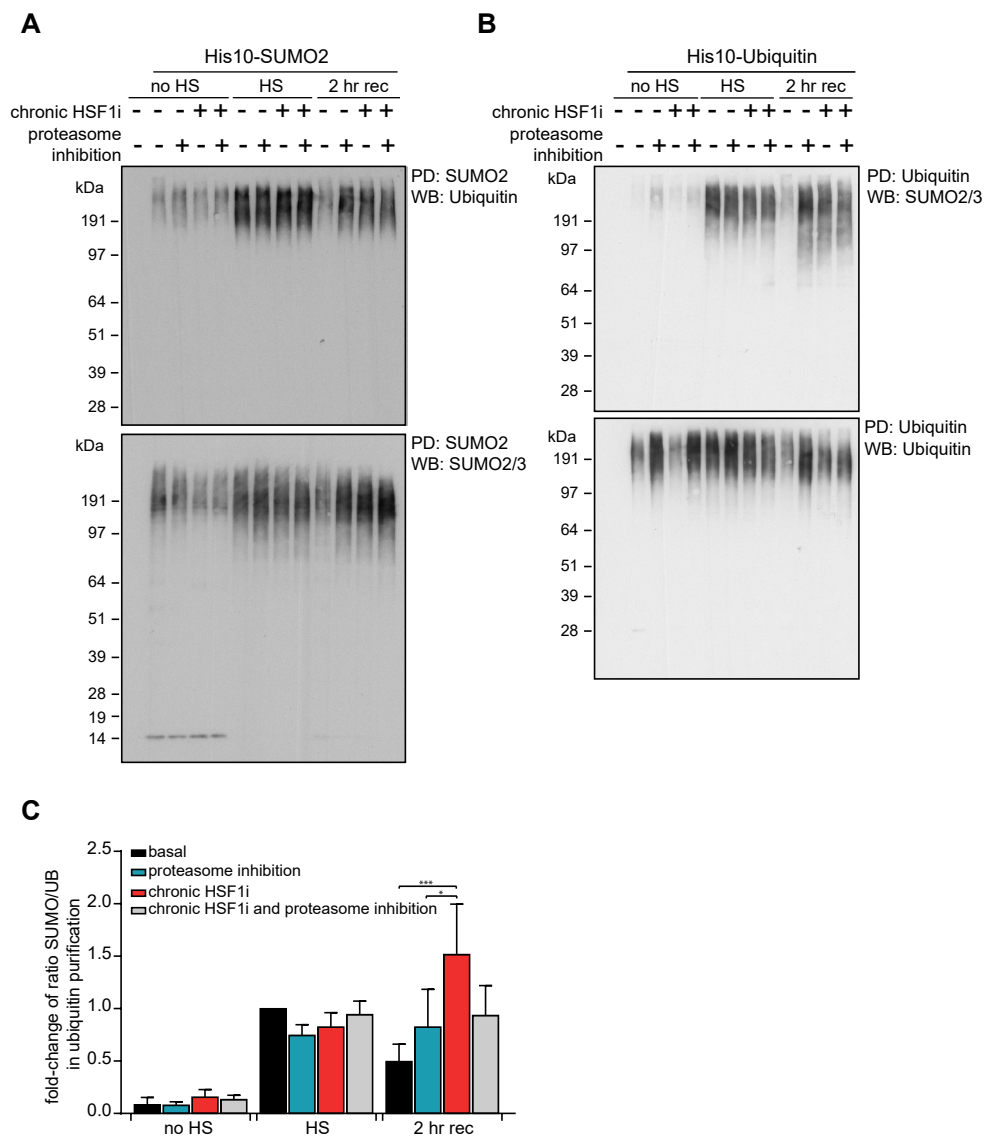 A
His10-SUMO2
no HS HS 2 hr rec
chronic HSF1i - - - + + - - + + - - + +
proteasome
inhibition - - + - + - + - + - + - +
kDa
191
97
64
51
39
28
PD: SUMO2
WB: Ubiquitin
kDa
191
97
64
51
39
28
19
14
PD: SUMO2
WB: SUMO2/3
B
His10-Ubiquitin
no HS HS 2 hr rec
chronic HSF1i - - - + + - - + + - - + +
proteasome
inhibition - - + - + - + - + - + - +
kDa
191
97
64
51
39
28
PD: Ubiquitin
WB: SUMO2/3
kDa
191
97
64
51
39
28
PD: Ubiquitin
WB: Ubiquitin
C
fold-change of ratio SUMO/UB
in ubiquitin purification
2.5
2.0
1.5
1.0
0.5
0.0
basal
proteasome inhibition
chronic HSF1i
chronic HSF1i and proteasome inhibition
***
*
no HS HS 2 hr rec